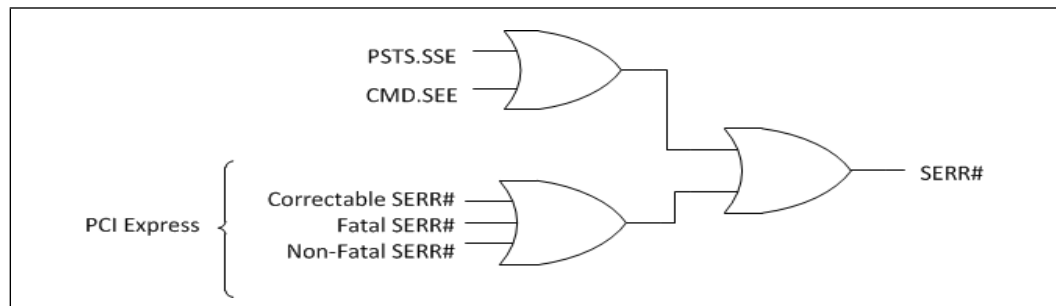 PSTS.SSE
CMD.SEE
SERR#
PCI Express
Correctable SERR#
Fatal SERR#
Non-Fatal SERR#